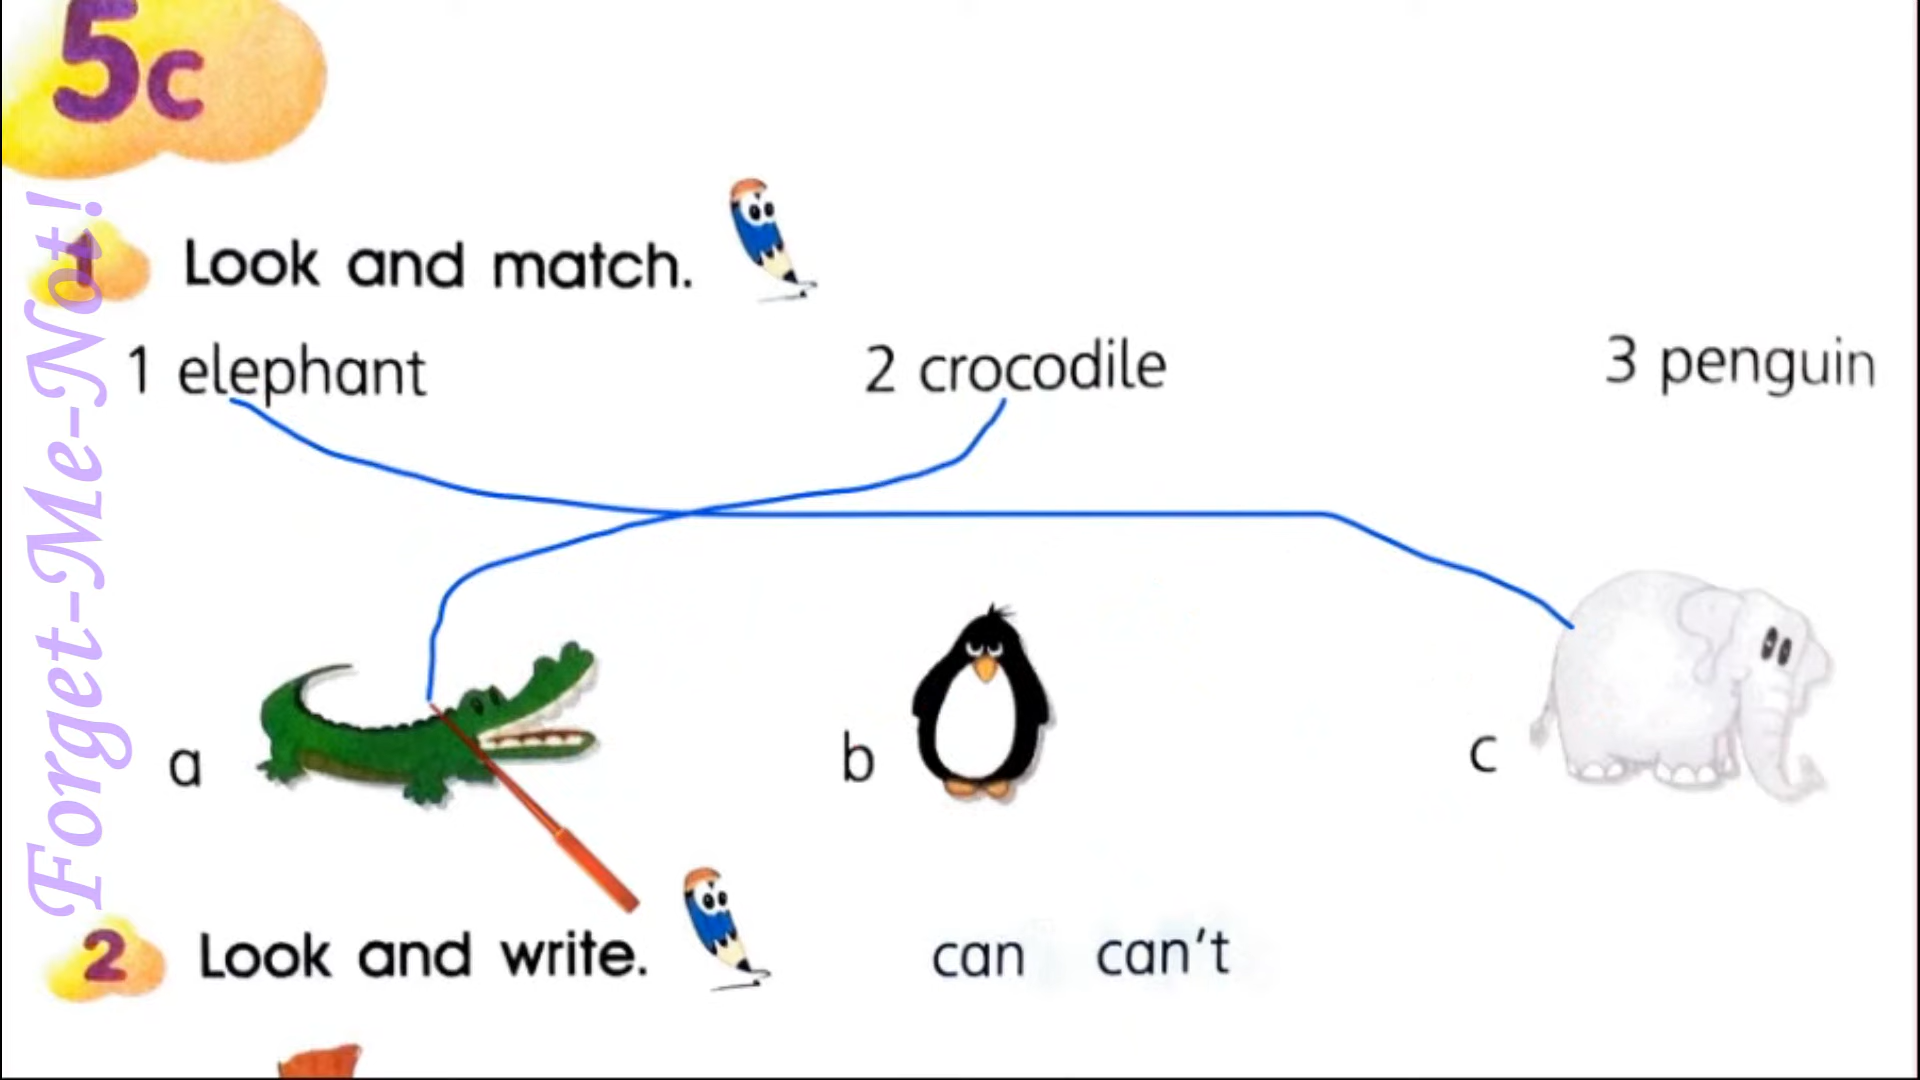 5c
Forget-Me-Not!
1 Look and match.
1 elephant 2 crocodile 3 penguin
a b c
2 Look and write. can can't